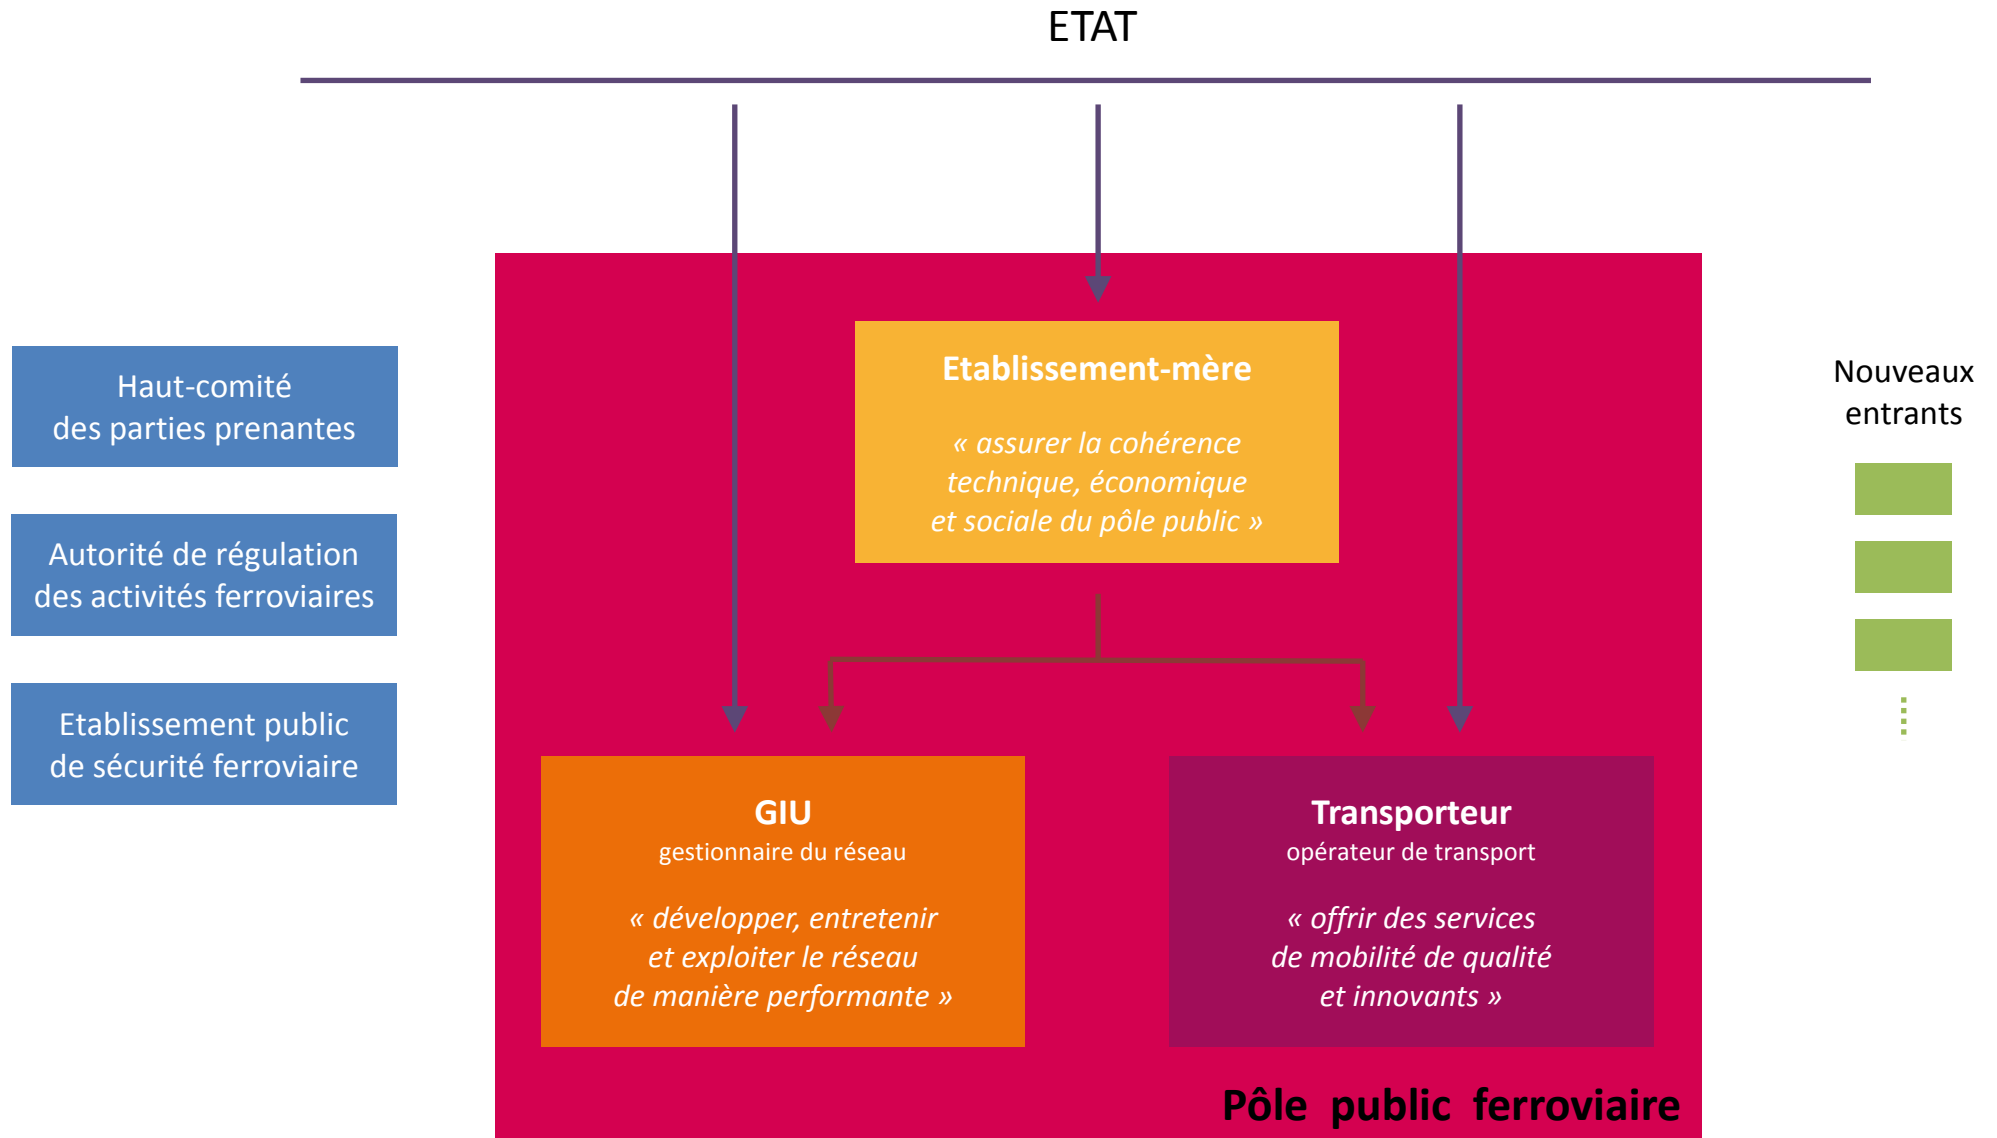 ETAT
Haut-comité
des parties prenantes
Autorité de régulation
des activités ferroviaires
Etablissement public
de sécurité ferroviaire
Etablissement-mère
« assurer la cohérence
technique, économique
et sociale du pôle public »
GIU
gestionnaire du réseau
« développer, entretenir
et exploiter le réseau
de manière performante »
Transporteur
opérateur de transport
« offrir des services
de mobilité de qualité
et innovants »
Pôle public ferroviaire
Nouveaux
entrants